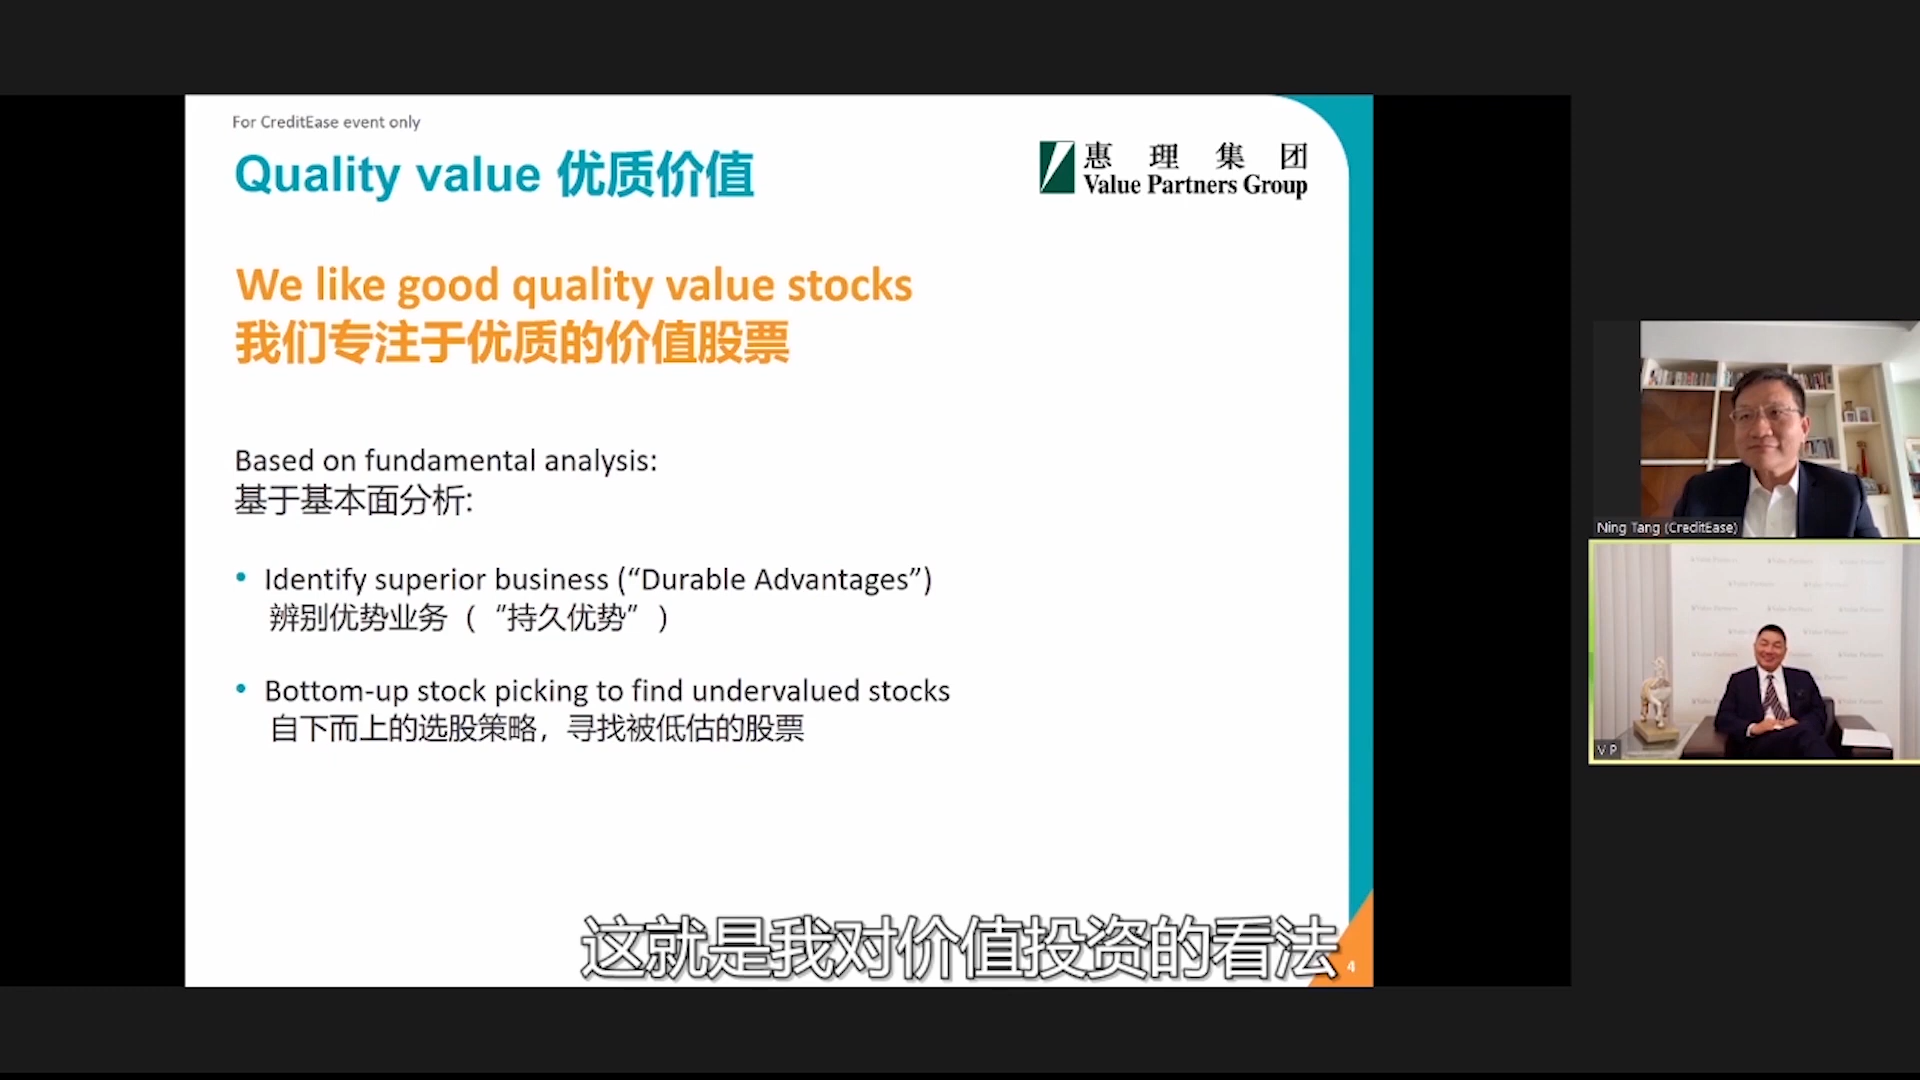 For CreditEase event only
Quality value 优质价值
惠理集团
Value Partners Group
We like good quality value stocks
我们专注于优质的价值股票
Based on fundamental analysis:
基于基本面分析:
• Identify superior business (“Durable Advantages”)
辨别优势业务（“持久优势”）
• Bottom-up stock picking to find undervalued stocks
自下而上的选股策略，寻找被低估的股票
这就是我对价值投资的看法
4
Ning Tang (CreditEase)
V P